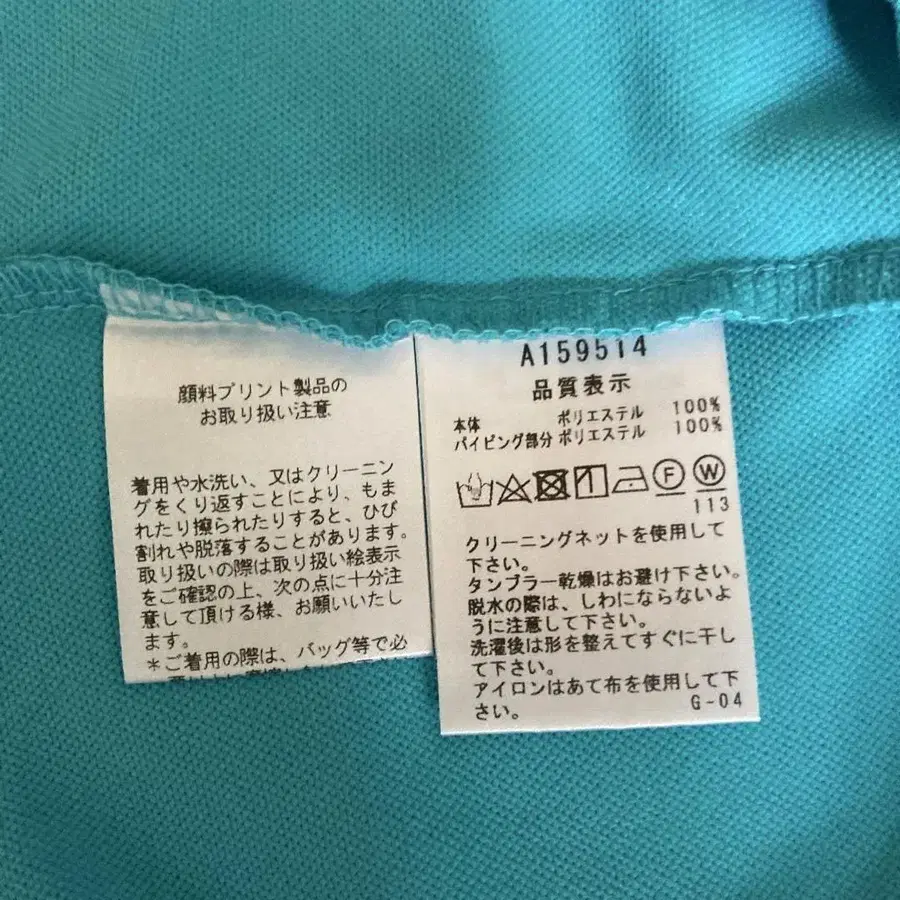 顔料プリント製品の
お取り扱い注意
着用や水洗い、又はクリーニン
グをくり返すことにより、もま
れたり擦られたりすると、ひび
割れや脱落することがあります。
取り扱いの際は取り扱い絵表示
をご確認の上、次の点に十分注
意して頂ける様、お願いいたし
ます。
*ご着用の際は、バッグ等で必
A159514
品質表示
本体 ポリエステル 100%
パイピング部分 ポリエステル 100%
F W
113
クリーニングネットを使用して
下さい。
タンブラー乾燥はお避け下さい。
脱水の際は、しわにならないよ
うに注意して下さい。
洗濯後は形を整えてすぐに干し
て下さい。
アイロンはあて布を使用して下
さい。
G-04